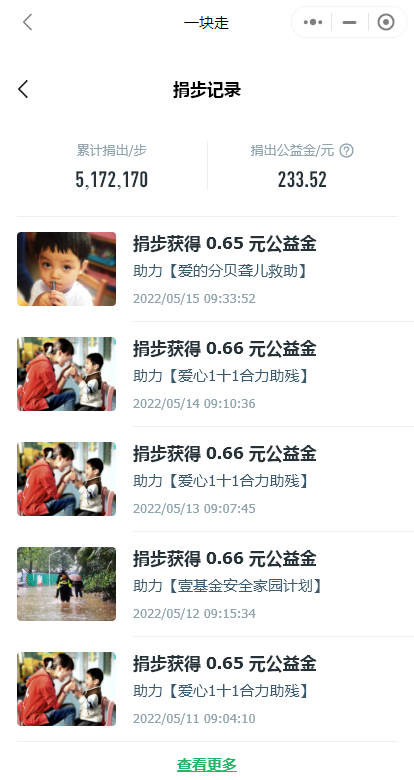 一块走
捐步记录
累计捐出/步
捐出公益金/元 ?
5,172,170
233.52
捐步获得 0.65 元公益金
助力【爱的分贝聋儿救助】
2022/05/15 09:33:52
捐步获得 0.66 元公益金
助力【爱心1十1合力助残】
2022/05/14 09:10:36
捐步获得 0.66 元公益金
助力【爱心1十1合力助残】
2022/05/13 09:07:45
捐步获得 0.66 元公益金
助力【壹基金安全家园计划】
2022/05/12 09:15:34
捐步获得 0.65 元公益金
助力【爱心1十1合力助残】
2022/05/11 09:04:10
查看更多